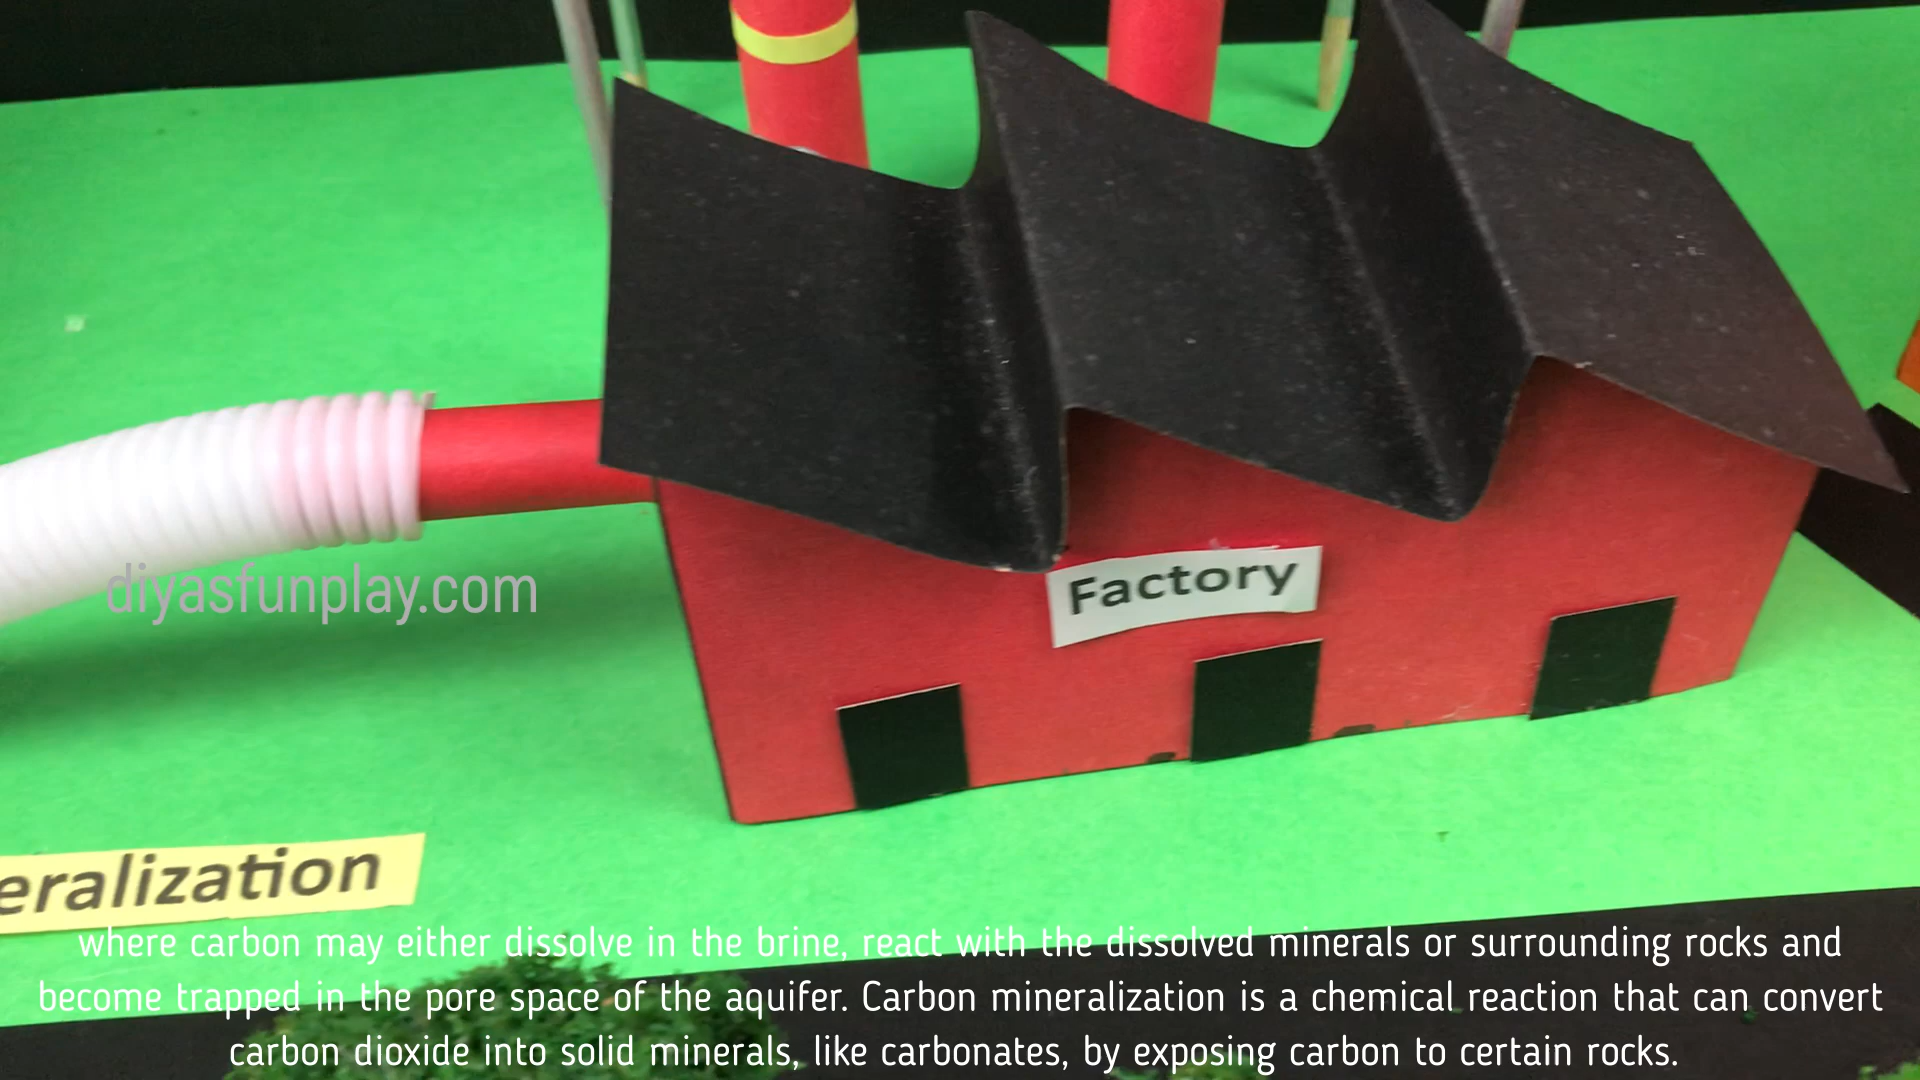 diyasfunplay.com
Factory
eralization
where carbon may either dissolve in the brine, react with the dissolved minerals or surrounding rocks and
become trapped in the pore space of the aquifer. Carbon mineralization is a chemical reaction that can convert
carbon dioxide into solid minerals, like carbonates, by exposing carbon to certain rocks.